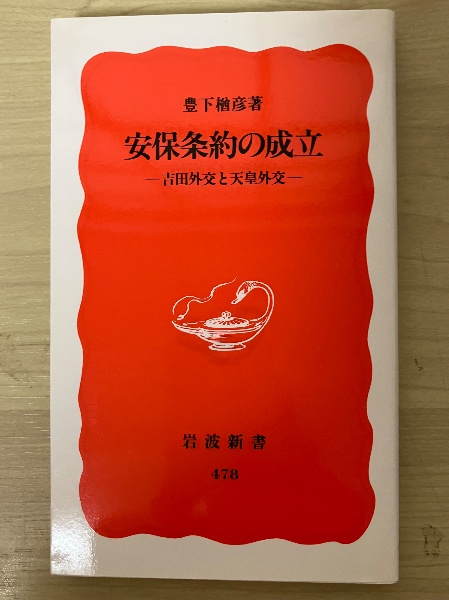 豊下楢彦著
安保条約の成立
―吉田外交と天皇外交―
岩波新書
478